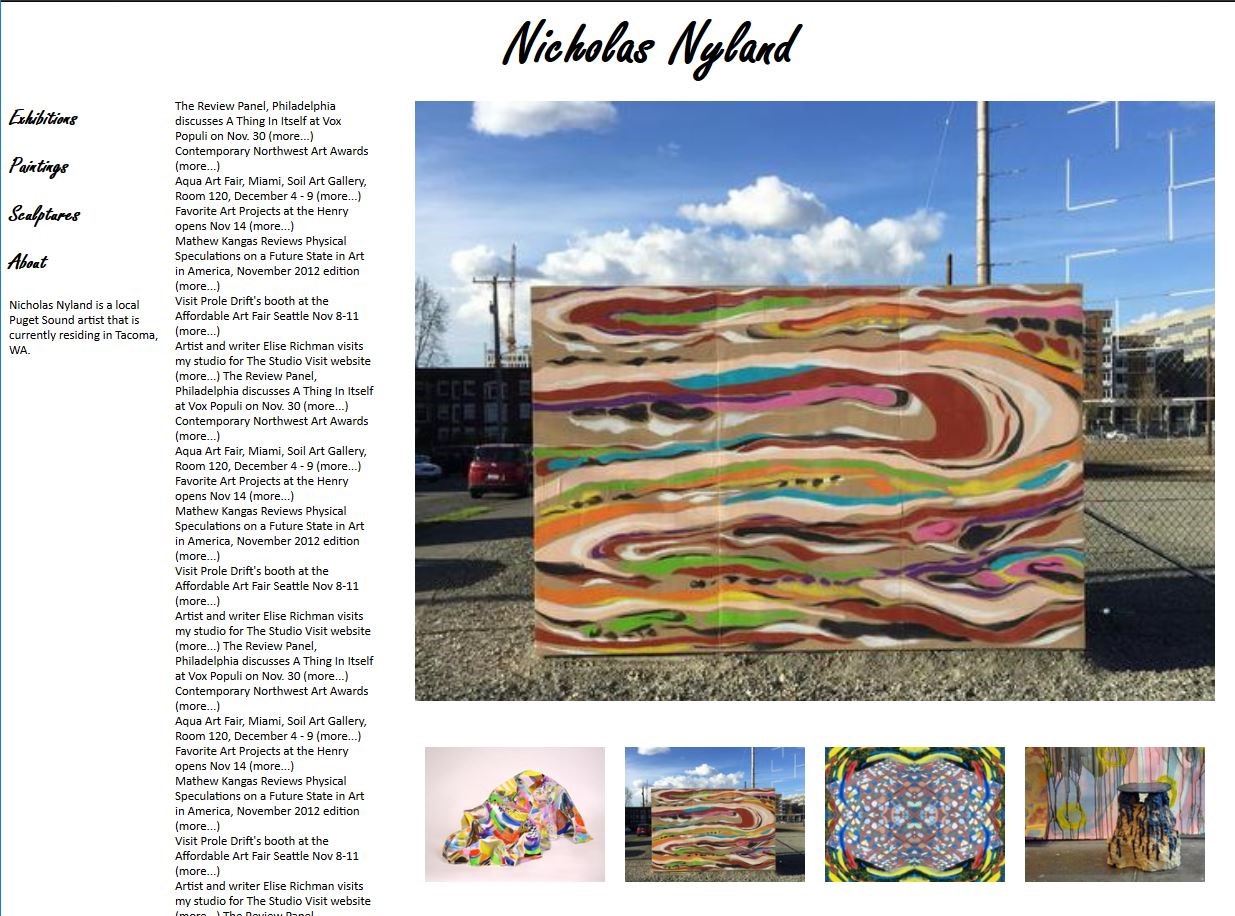 Nicholas Nyland
Exhibitions
Paintings
Sculptures
About
Nicholas Nyland is a local
Puget Sound artist that is
currently residing in Tacoma,
WA.
The Review Panel, Philadelphia
discusses A Thing In Itself at Vox
Populi on Nov. 30 (more...)
Contemporary Northwest Art Awards
(more...)
Aqua Art Fair, Miami, Soil Art Gallery,
Room 120, December 4 - 9 (more...)
Favorite Art Projects at the Henry
opens Nov 14 (more...)
Mathew Kangas Reviews Physical
Speculations on a Future State in Art
in America, November 2012 edition
(more...)
Visit Prole Drift's booth at the
Affordable Art Fair Seattle Nov 8-11
(more...)
Artist and writer Elise Richman visits
my studio for The Studio Visit website
(more...) The Review Panel,
Philadelphia discusses A Thing In Itself
at Vox Populi on Nov. 30 (more...)
Contemporary Northwest Art Awards
(more...)
Aqua Art Fair, Miami, Soil Art Gallery,
Room 120, December 4 - 9 (more...)
Favorite Art Projects at the Henry
opens Nov 14 (more...)
Mathew Kangas Reviews Physical
Speculations on a Future State in Art
in America, November 2012 edition
(more...)
Visit Prole Drift's booth at the
Affordable Art Fair Seattle Nov 8-11
(more...)
Artist and writer Elise Richman visits
my studio for The Studio Visit website
(more...) The Review Panel,
Philadelphia discusses A Thing In Itself
at Vox Populi on Nov. 30 (more...)
Contemporary Northwest Art Awards
(more...)
Aqua Art Fair, Miami, Soil Art Gallery,
Room 120, December 4 - 9 (more...)
Favorite Art Projects at the Henry
opens Nov 14 (more...)
Mathew Kangas Reviews Physical
Speculations on a Future State in Art
in America, November 2012 edition
(more...)
Visit Prole Drift's booth at the
Affordable Art Fair Seattle Nov 8-11
(more...)
Artist and writer Elise Richman visits
my studio for The Studio Visit website
(more...) The Review Panel,